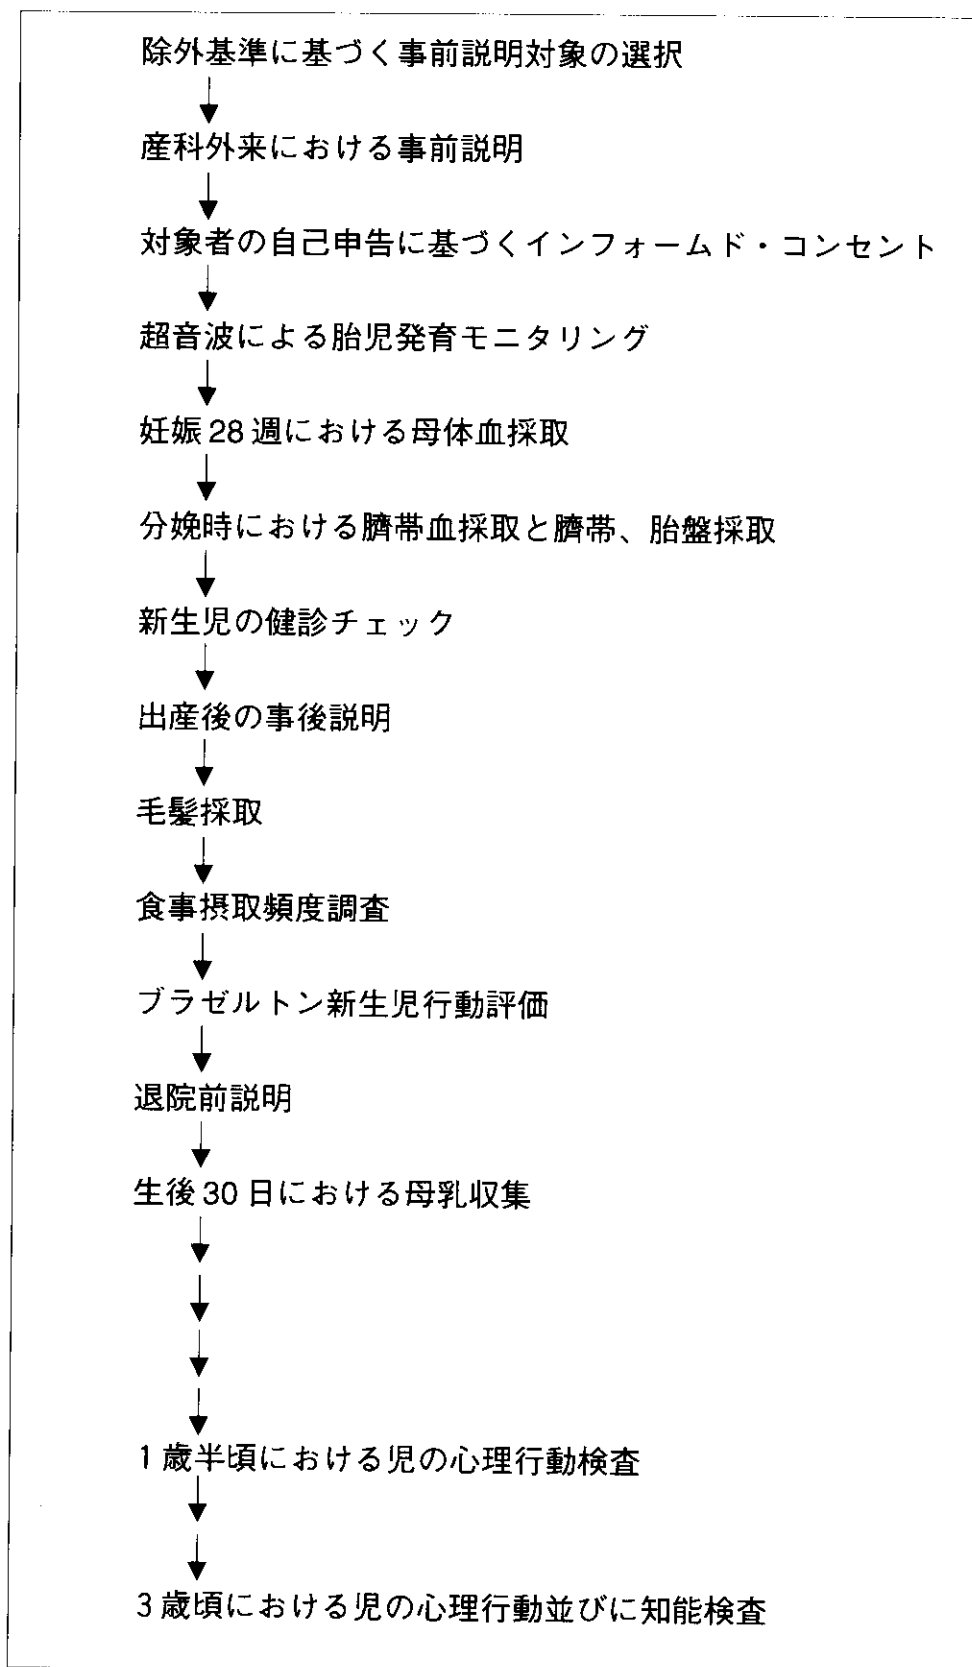 除外基準に基づく事前説明対象の選択
産科外来における事前説明
対象者の自己申告に基づくインフォームド・コンセント
超音波による胎児発育モニタリング
妊娠28週における母体血採取
分娩時における臍帯血採取と臍帯、胎盤採取
新生児の健診チェック
出産後の事後説明
毛髪採取
食事摂取頻度調査
ブラゼルトン新生児行動評価
退院前説明
生後30日における母乳収集
1歳半頃における児の心理行動検査
3歳頃における児の心理行動並びに知能検査